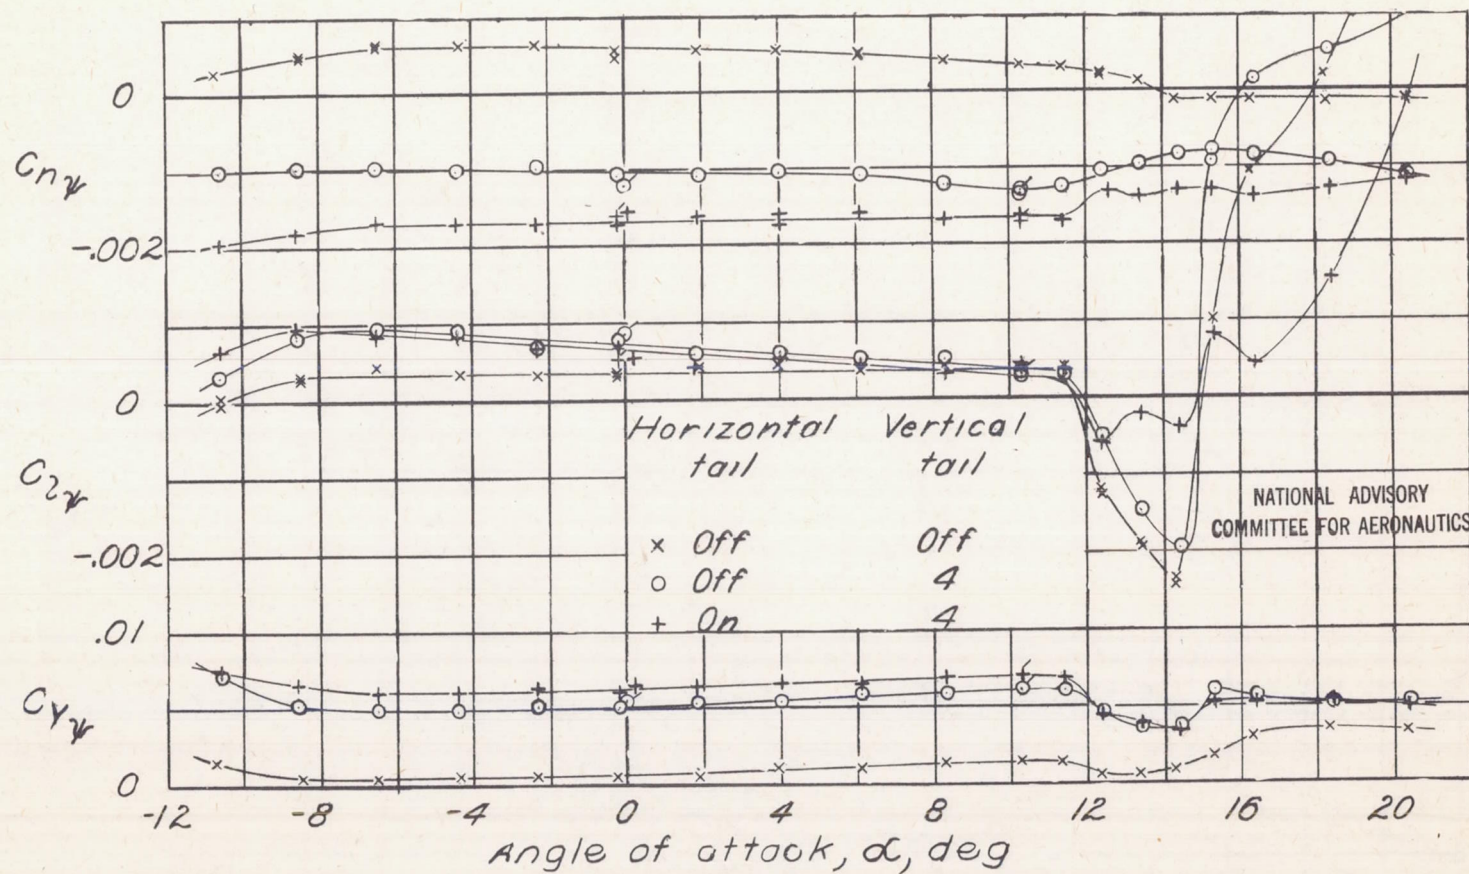 0
Cnψ
-.002
0
Clψ
-.002
.01
CYψ
0
Horizontal tail Vertical tail
× Off Off
○ Off 4
+ On 4
NATIONAL ADVISORY
COMMITTEE FOR AERONAUTICS
-12 -8 -4 0 4 8 12 16 20
Angle of attack, α, deg